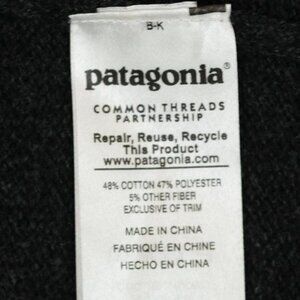 B-K
patagonia®
COMMON THREADS
PARTNERSHIP
Repair, Reuse, Recycle
This Product
www.patagonia.com
48% COTTON 47% POLYESTER
5% OTHER FIBER
EXCLUSIVE OF TRIM
MADE IN CHINA
FABRIQUÉ EN CHINE
HECHO EN CHINA